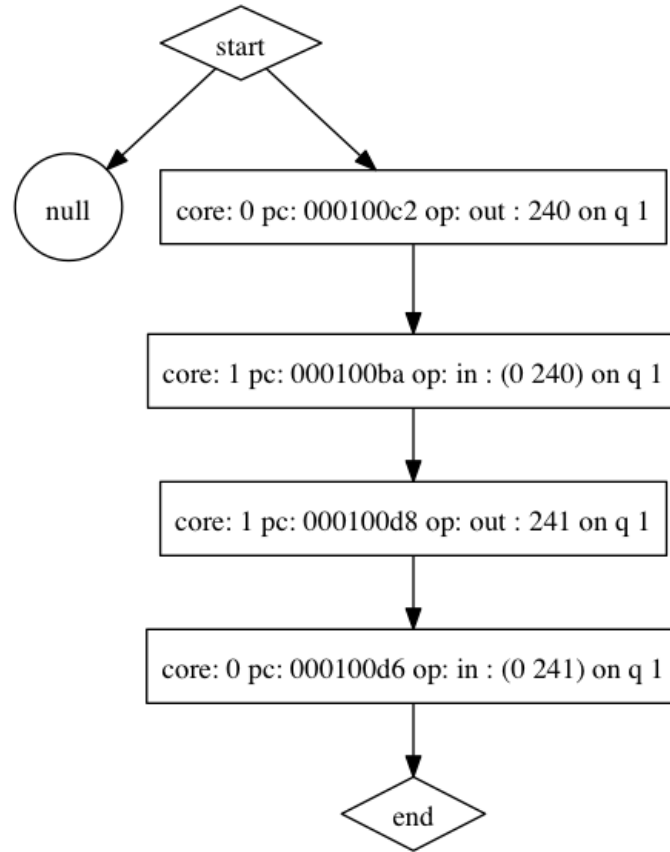 start
null
core: 0 pc: 000100c2 op: out : 240 on q 1
core: 1 pc: 000100ba op: in : (0 240) on q 1
core: 1 pc: 000100d8 op: out : 241 on q 1
core: 0 pc: 000100d6 op: in : (0 241) on q 1
end